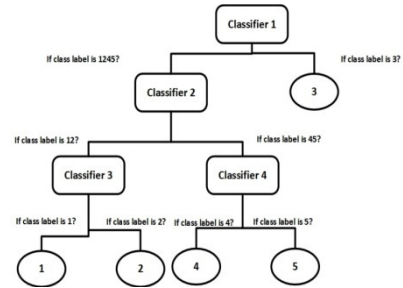 Classifier 1
If class label is 1245?
If class label is 3?
Classifier 2
3
If class label is 12?
If class label is 45?
Classifier 3
Classifier 4
If class label is 1?
If class label is 2?
If class label is 4?
If class label is 5?
1
2
4
5